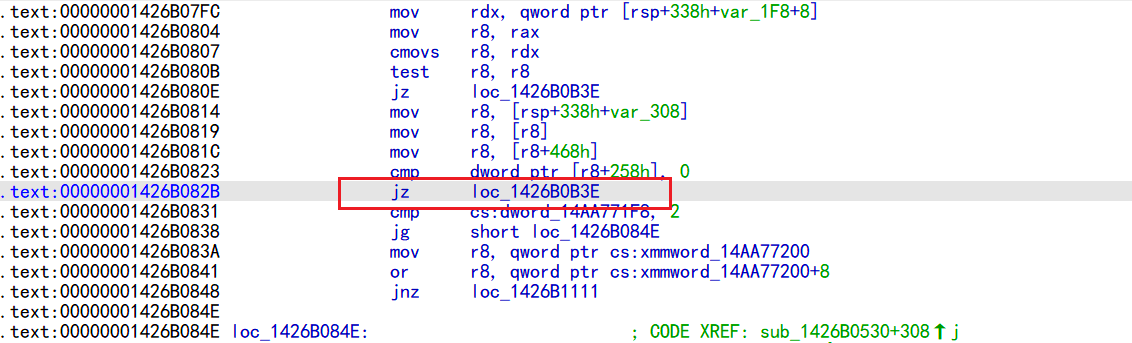 .text:00000001426B07FC mov rdx, qword ptr [rsp+338h+var_1F8+8]
.text:00000001426B0804 mov r8, rax
.text:00000001426B0807 cmovs r8, rdx
.text:00000001426B080B test r8, r8
.text:00000001426B080E jz loc_1426B0B3E
.text:00000001426B0814 mov r8, [rsp+338h+var_308]
.text:00000001426B0819 mov r8, [r8]
.text:00000001426B081C mov r8, [r8+468h]
.text:00000001426B0823 cmp dword ptr [r8+258h], 0
.text:00000001426B082B jz loc_1426B0B3E
.text:00000001426B0831 cmp cs:dword_14AA771F8, 2
.text:00000001426B0838 jg short loc_1426B084E
.text:00000001426B083A mov r8, qword ptr cs:xmmword_14AA77200
.text:00000001426B0841 or r8, qword ptr cs:xmmword_14AA77200+8
.text:00000001426B0848 jnz loc_1426B1111
.text:00000001426B084E
.text:00000001426B084E loc_1426B084E: ; CODE XREF: sub_1426B0530+308↑j